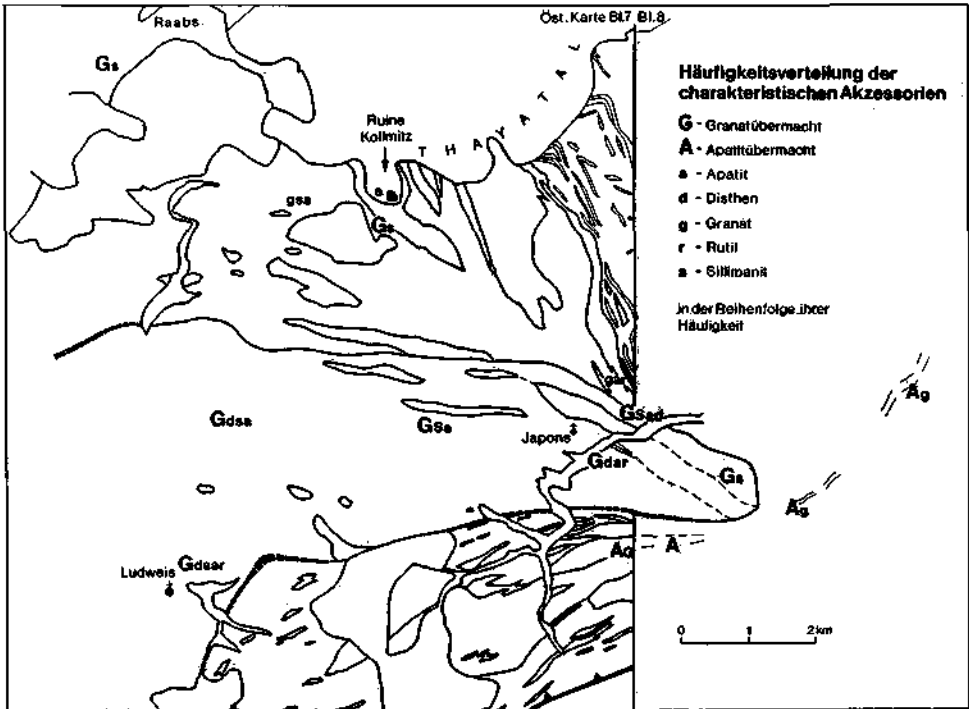 Öst. Karte Bl.7 Bl.8
Raabs
Gs
Ruine
Kollmitz
THAYATAL
gsa
Gs
Häufigkeitsverteilung der
charakteristischen Akzessorien
G - Granatübermacht
A - Apatitübermacht
a - Apatit
d - Disthen
g - Granat
r - Rutil
s - Sillimanit
in der Reihenfolge ihrer
Häufigkeit
Ag
Gdsa
Gsa
Gsad
Japons
Gdar
Gs
Ag
Ag
A
Gdsar
Ludweis
0 1 2km